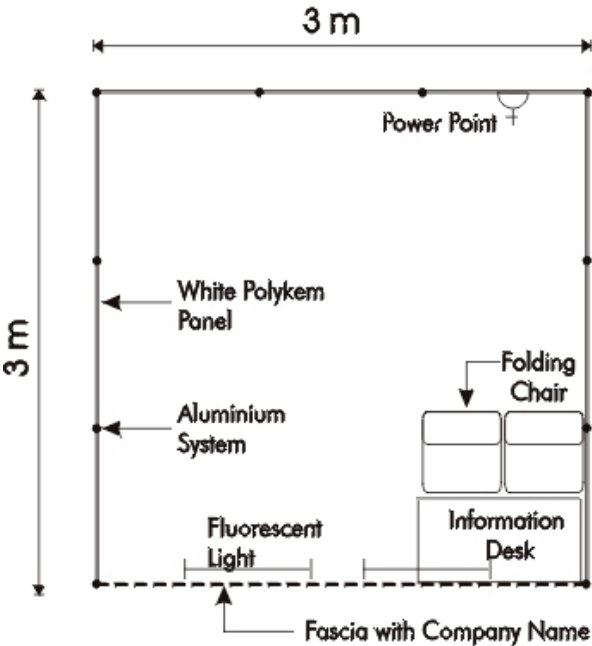 3 m
Power Point
3 m
White Polykem
Panel
Folding
Chair
Aluminium
System
Fluorescent
Light
Information
Desk
Fascia with Company Name